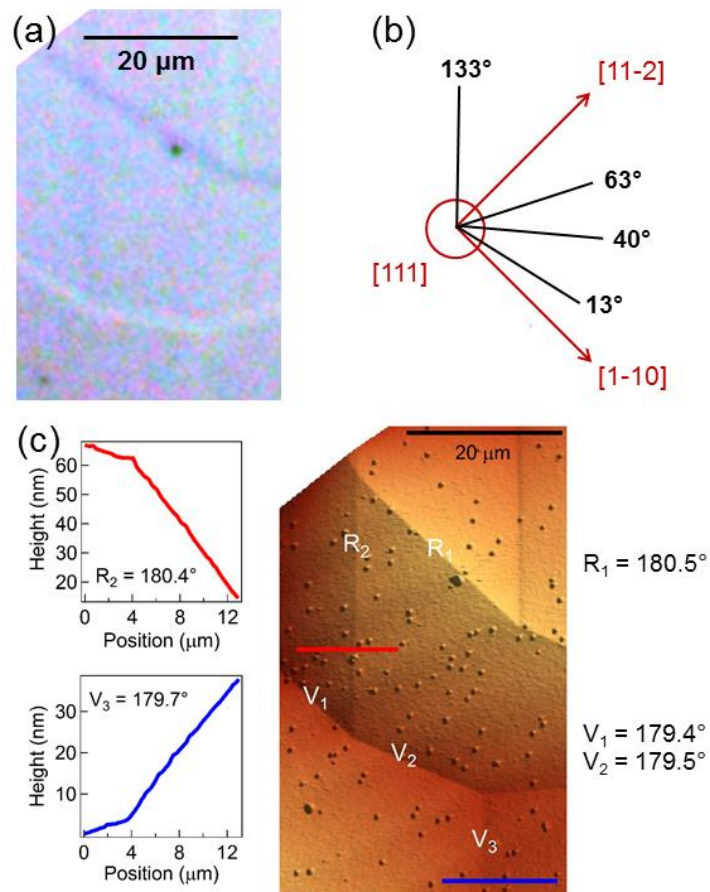 (a)
20 µm
(b)
133°
[11-2]
63°
40°
13°
[111]
[1-10]
(c)
Height (nm)
60
50
40
30
20
R2 = 180.4°
0 4 8 12
Position (µm)
Height (nm)
30
20
10
V3 = 179.7°
0 4 8 12
Position (µm)
20 µm
R2
R1
V1
V2
V3
R1 = 180.5°
V1 = 179.4°
V2 = 179.5°